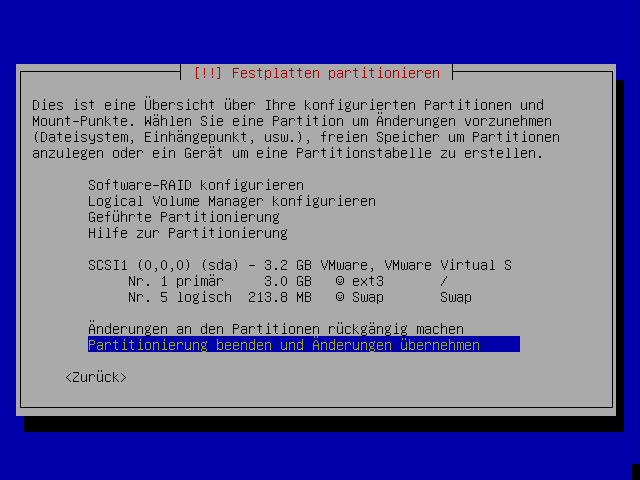 [!!] Festplatten partitionieren
Dies ist eine Übersicht über Ihre konfigurierten Partitionen und
Mount-Punkte. Wählen Sie eine Partition um Änderungen vorzunehmen
(Dateisystem, Einhängepunkt, usw.), freien Speicher um Partitionen
anzulegen oder ein Gerät um eine Partitionstabelle zu erstellen.
Software-RAID konfigurieren
Logical Volume Manager konfigurieren
Geführte Partitionierung
Hilfe zur Partitionierung
SCSI1 (0,0,0) (sda) - 3.2 GB VMware, VMware Virtual S
Nr. 1 primär 3.0 GB ☺ ext3 /
Nr. 5 logisch 213.8 MB ☺ Swap Swap
Änderungen an den Partitionen rückgängig machen
Partitionierung beenden und Änderungen übernehmen
<Zurück>